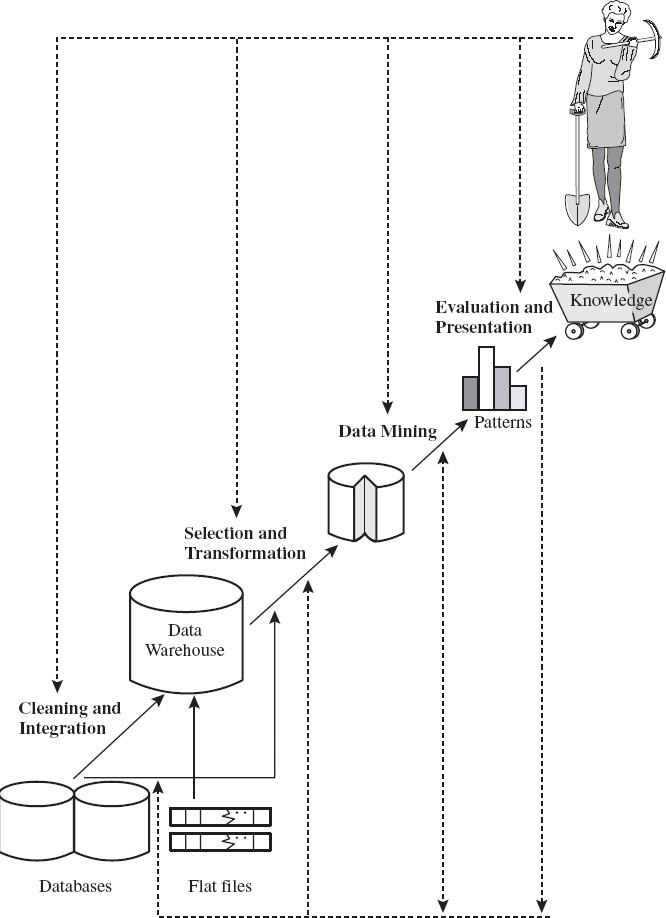 Knowledge
Evaluation and
Presentation
Patterns
Data Mining
Selection and
Transformation
Data
Warehouse
Cleaning and
Integration
Databases
Flat files